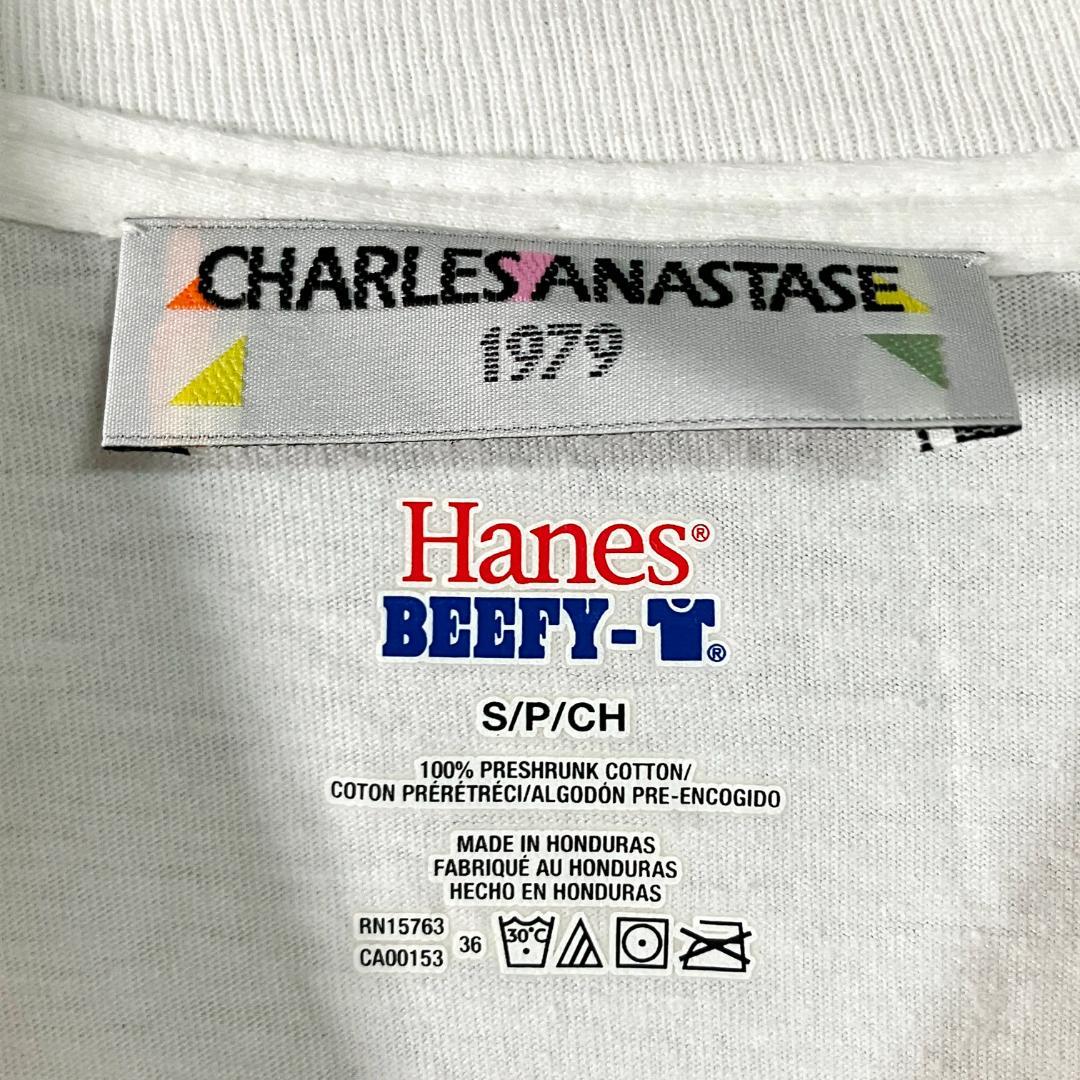 CHARLES ANASTASE
1979
Hanes®
BEEFY-T®
S/P/CH
100% PRESHRUNK COTTON/
COTON PRÉRÉTRÉCI/ALGODÓN PRE-ENCOGIDO
MADE IN HONDURAS
FABRIQUÉ AU HONDURAS
HECHO EN HONDURAS
RN15763
CA00153
36
30°C